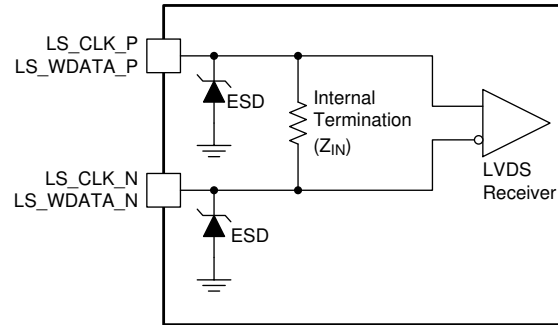 LS_CLK_P
LS_WDATA_P
ESD
Internal
Termination
(Z_IN)
LS_CLK_N
LS_WDATA_N
ESD
LVDS
Receiver